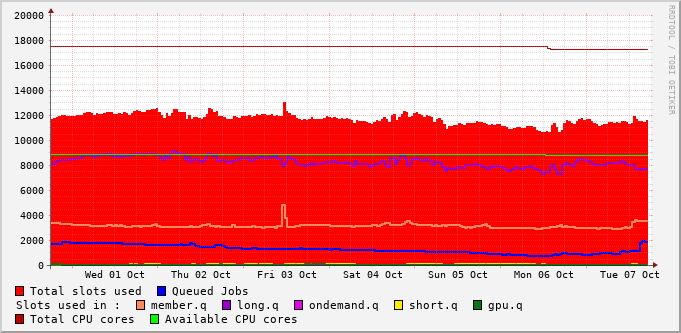 RRDTOOL / TOBI OETIKER
20000
18000
16000
14000
12000
10000
8000
6000
4000
2000
0
Wed 01 Oct Thu 02 Oct Fri 03 Oct Sat 04 Oct Sun 05 Oct Mon 06 Oct Tue 07 Oct
Total slots used Queued Jobs
Slots used in : member.q long.q ondemand.q short.q gpu.q
Total CPU cores Available CPU cores